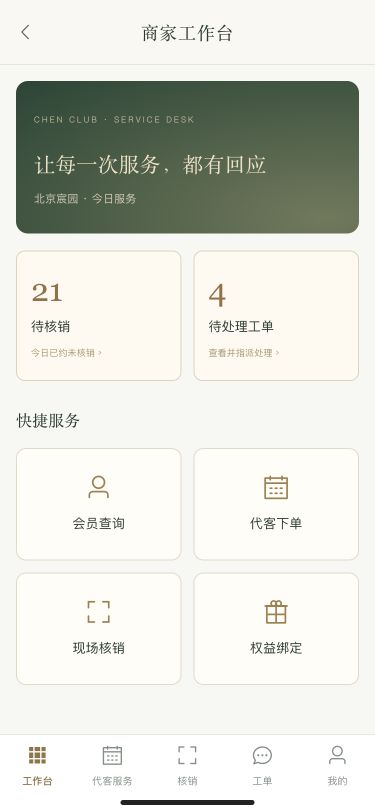 商家工作台
CHEN CLUB · SERVICE DESK
让每一次服务，都有回应
北京宸园 · 今日服务
21
待核销
今日已约未核销 ›
4
待处理工单
查看并指派处理 ›
快捷服务
会员查询
代客下单
现场核销
权益绑定
工作台
代客服务
核销
工单
我的